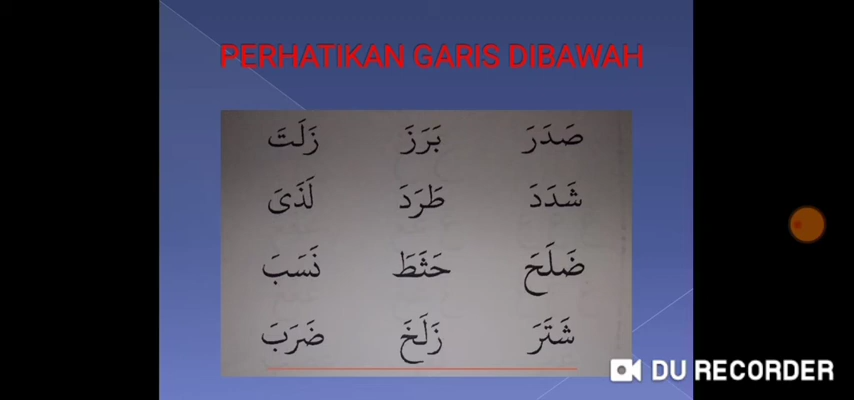 PERHATIKAN GARIS DIBAWAH
صَدَرَ بَرَزَ زَلَتَ
شَدَدَ طَرَدَ لَذَىَ
ضَلَحَ حَثَطَ نَسَبَ
شَتَرَ زَلَخَ ضَرَبَ
DU RECORDER